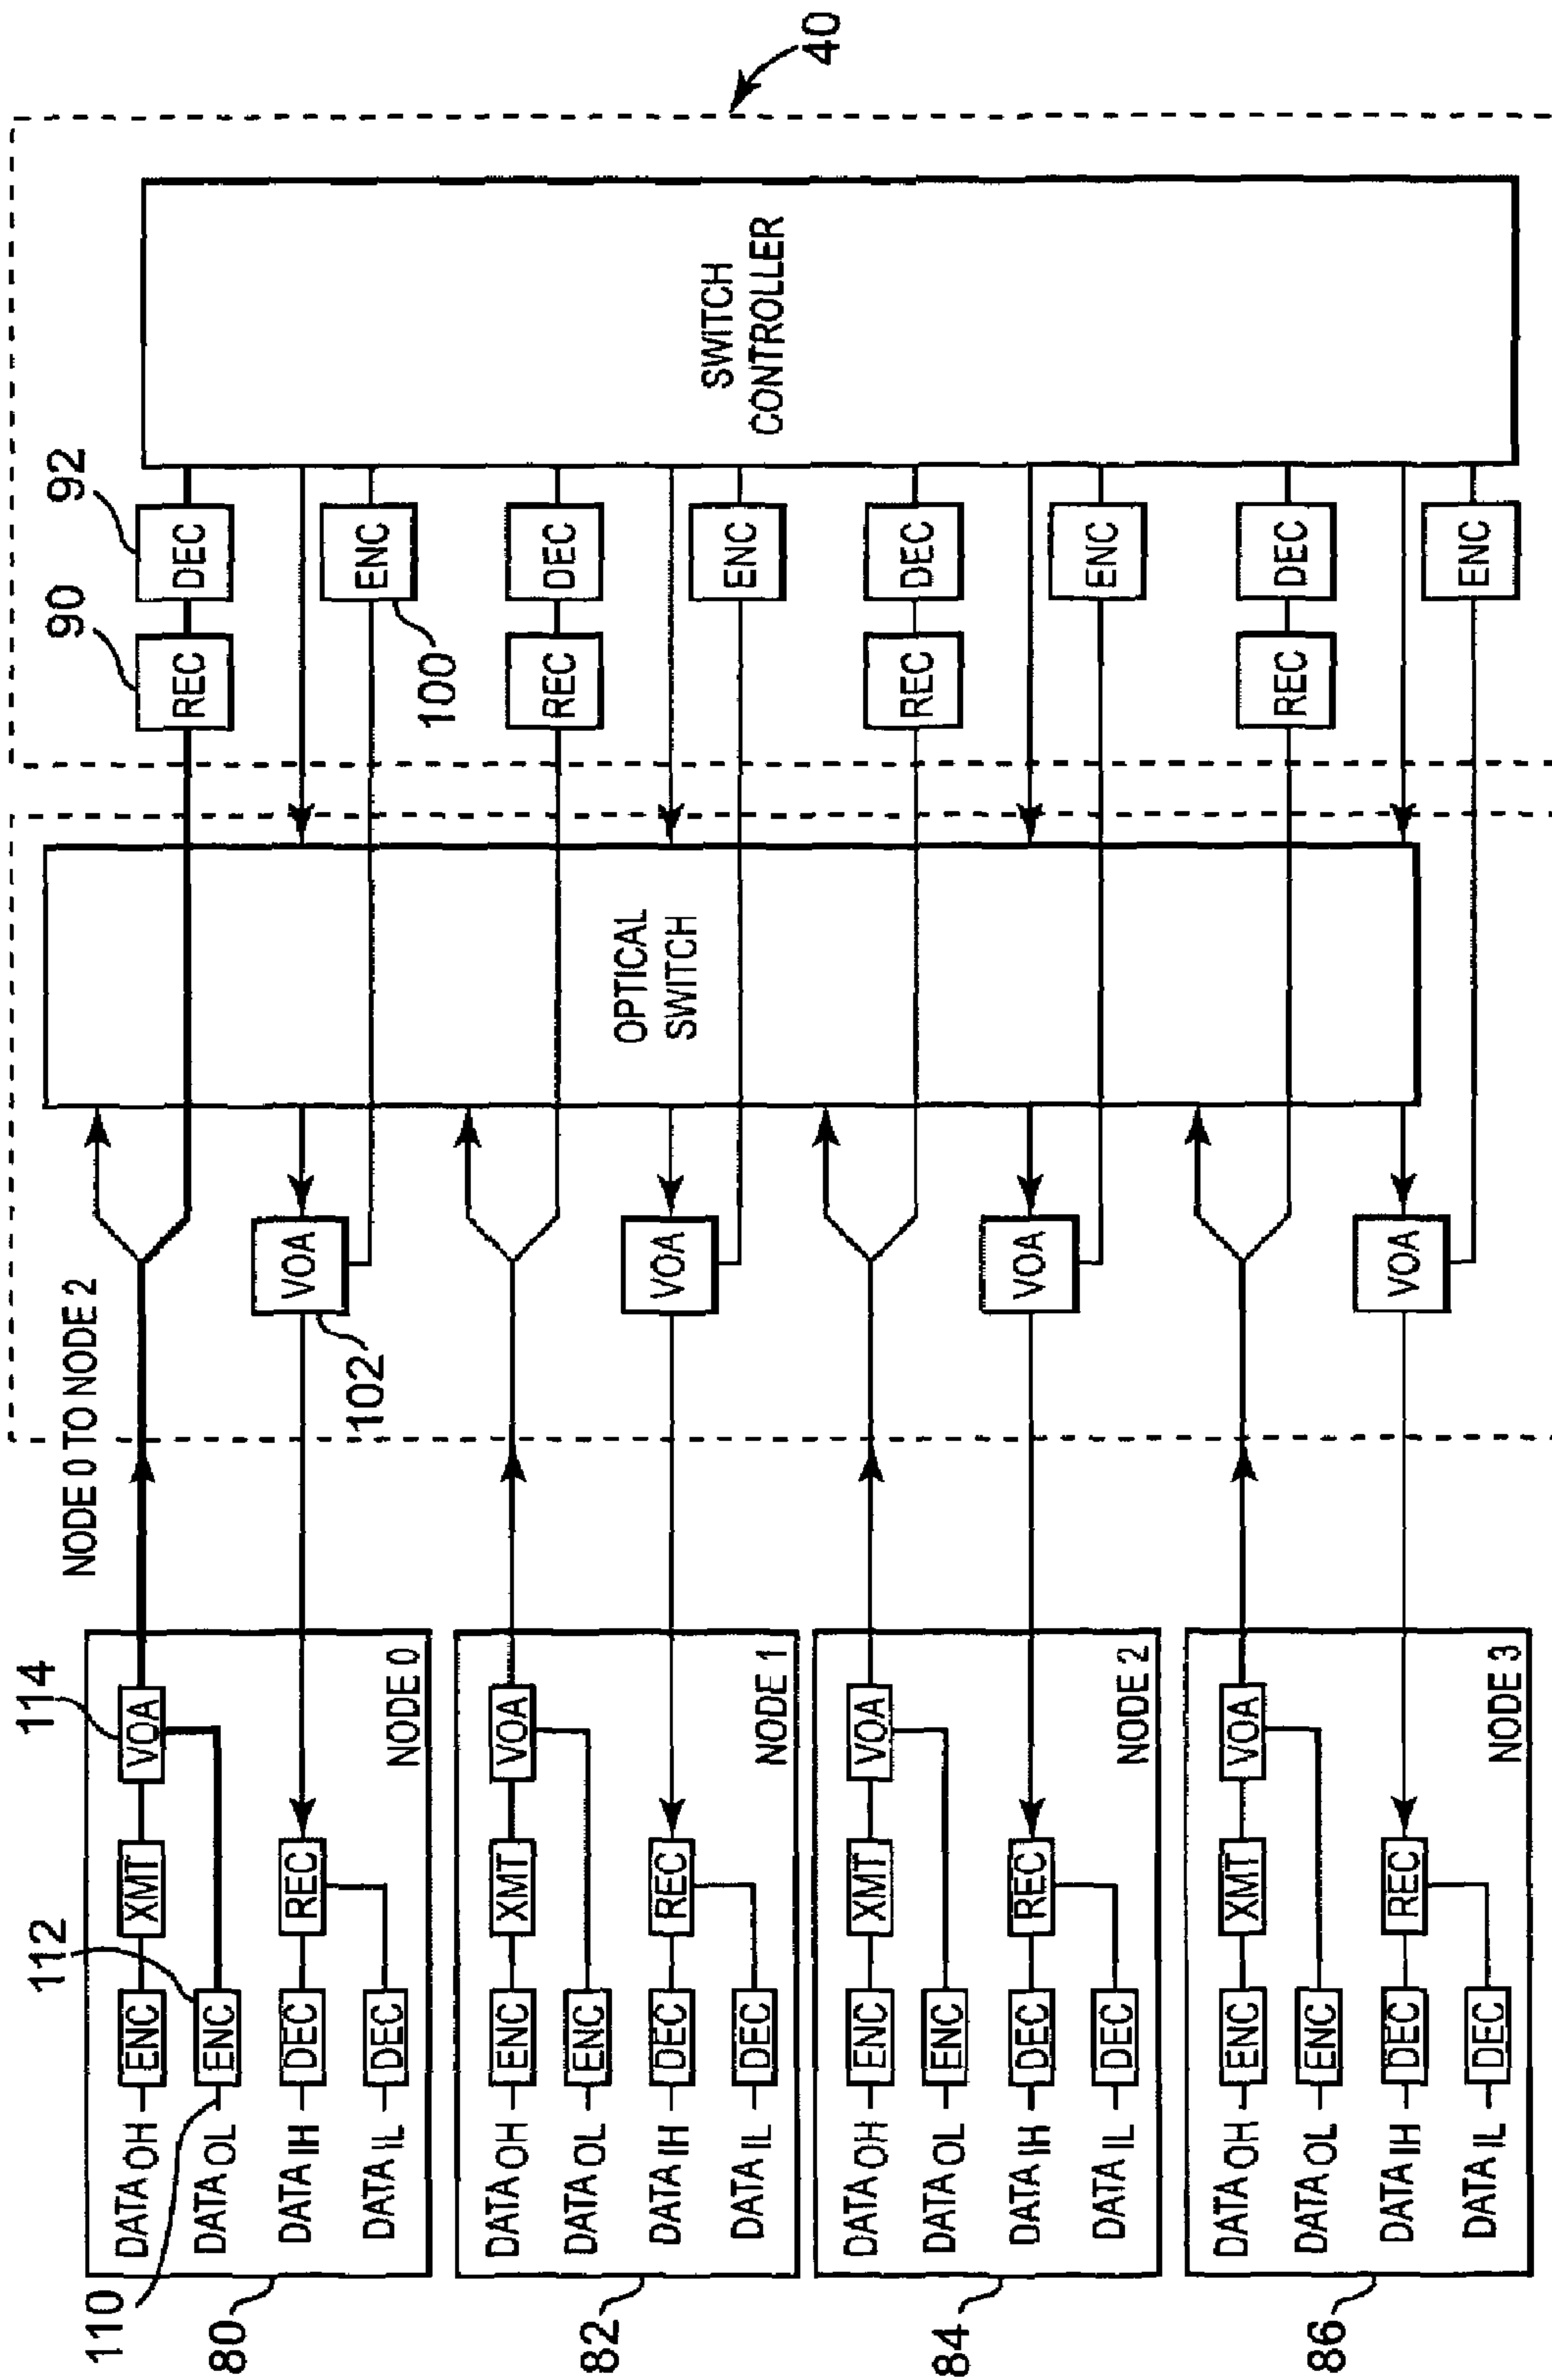 110
112
114
80
DATA OH
ENC
XMT
VOA
DATA OL
ENC
DATA IH
DEC
REC
DATA IL
DEC
NODE 0
82
DATA OH
ENC
XMT
VOA
DATA OL
ENC
DATA IH
DEC
REC
DATA IL
DEC
NODE 1
84
DATA OH
ENC
XMT
VOA
DATA OL
ENC
DATA IH
DEC
REC
DATA IL
DEC
NODE 2
86
DATA OH
ENC
XMT
VOA
DATA OL
ENC
DATA IH
DEC
REC
DATA IL
DEC
NODE 3
NODE 0 TO NODE 2
VOA
102
VOA
VOA
VOA
OPTICAL
SWITCH
90
92
REC
DEC
ENC
100
REC
DEC
ENC
REC
DEC
ENC
REC
DEC
ENC
SWITCH
CONTROLLER
40